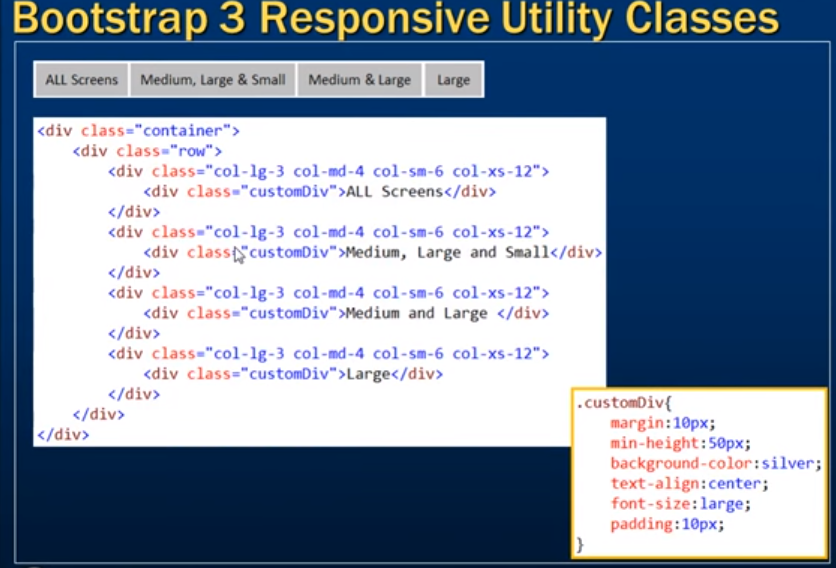 Bootstrap 3 Responsive Utility Classes
ALL Screens Medium, Large & Small Medium & Large Large
<div class="container">
<div class="row">
<div class="col-lg-3 col-md-4 col-sm-6 col-xs-12">
<div class="customDiv">ALL Screens</div>
</div>
<div class="col-lg-3 col-md-4 col-sm-6 col-xs-12">
<div class="customDiv">Medium, Large and Small</div>
</div>
<div class="col-lg-3 col-md-4 col-sm-6 col-xs-12">
<div class="customDiv">Medium and Large </div>
</div>
<div class="col-lg-3 col-md-4 col-sm-6 col-xs-12">
<div class="customDiv">Large</div>
</div>
</div>
</div>
.customDiv{
margin:10px;
min-height:50px;
background-color:silver;
text-align:center;
font-size:large;
padding:10px;
}